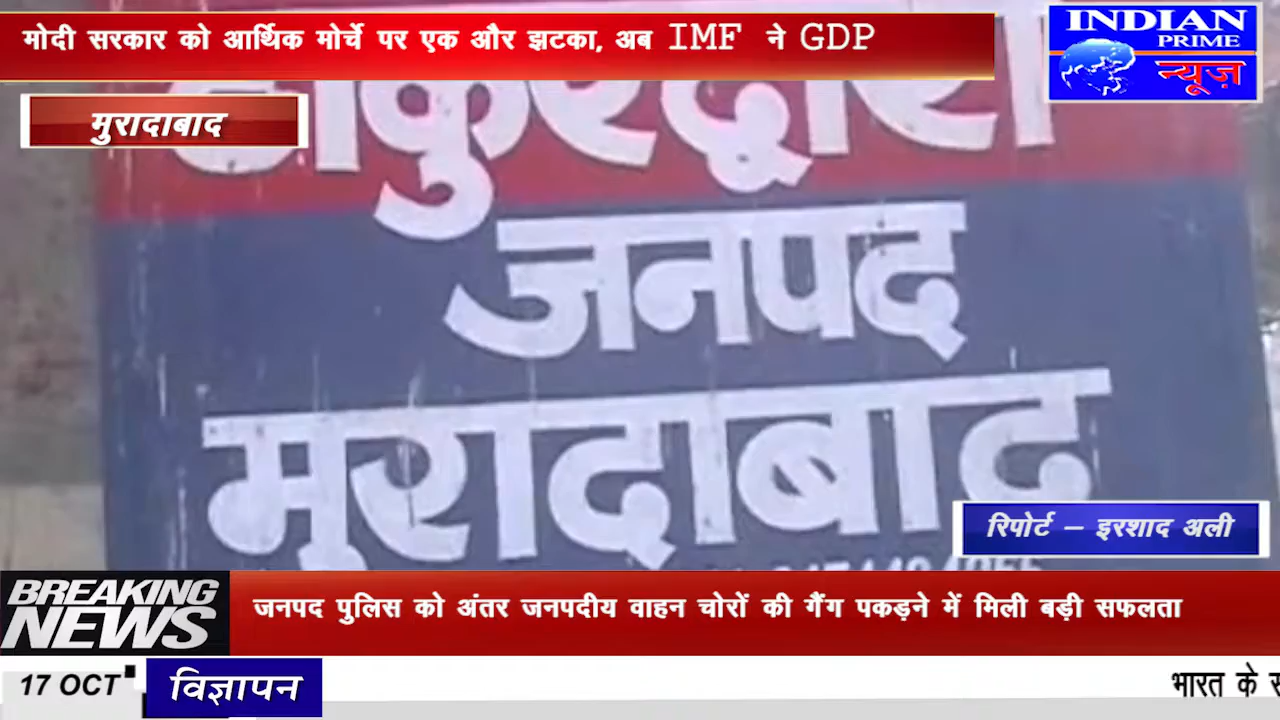 मोदी सरकार को आर्थिक मोर्चे पर एक और झटका, अब IMF ने GDP
INDIAN
PRIME
न्यूज़
मुरादाबाद
ठाकुरद्वारा
जनपद
मुरादाबाद
रिपोर्ट – इरशाद अली
BREAKING
NEWS
जनपद पुलिस को अंतर जनपदीय वाहन चोरों की गैंग पकड़ने में मिली बड़ी सफलता
17 OCT
विज्ञापन
भारत के